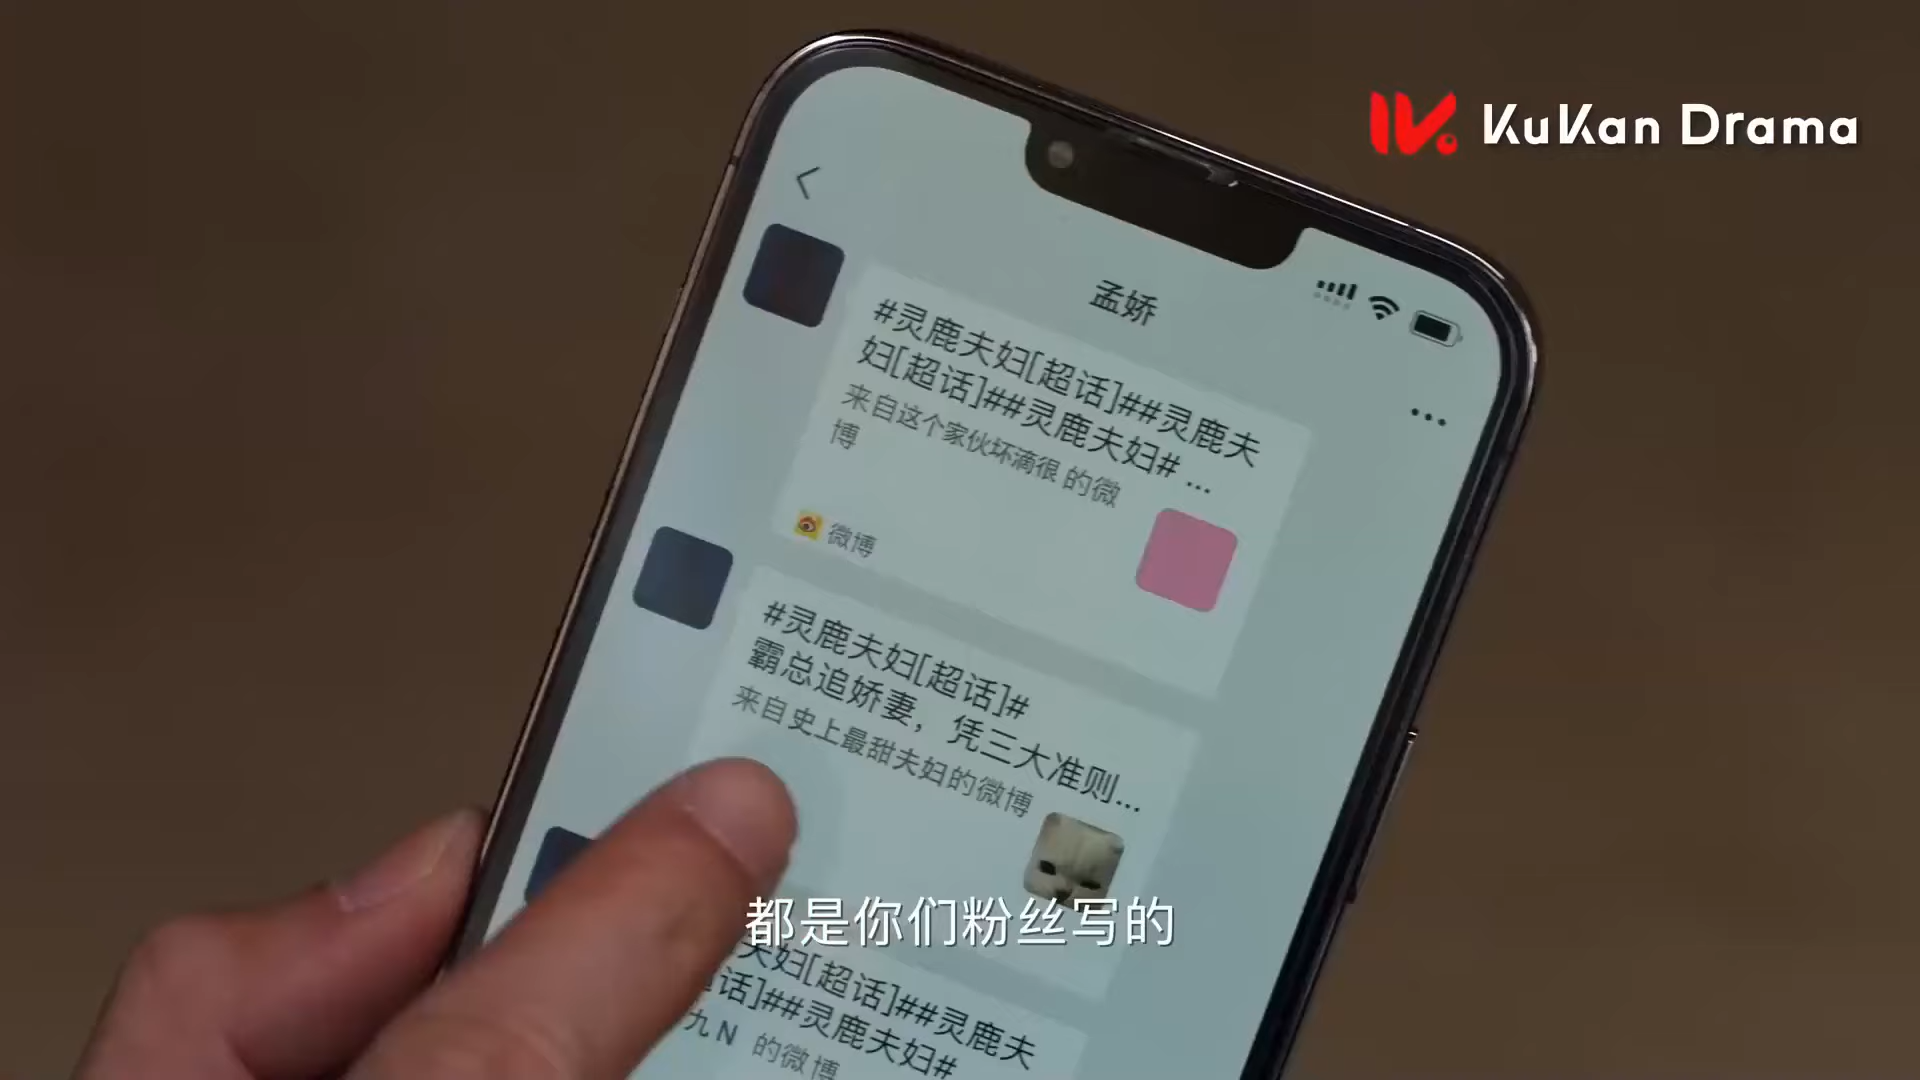 KuKan Drama
孟娇
#灵鹿夫妇[超话]##灵鹿夫
妇[超话]##灵鹿夫妇# ...
来自这个家伙坏滴很 的微
博
微博
#灵鹿夫妇[超话]#
霸总追娇妻，凭三大准则...
来自史上最甜夫妇的微博
都是你们粉丝写的
夫妇[超话]##灵鹿夫
话]##灵鹿夫妇#
九 N 的微博